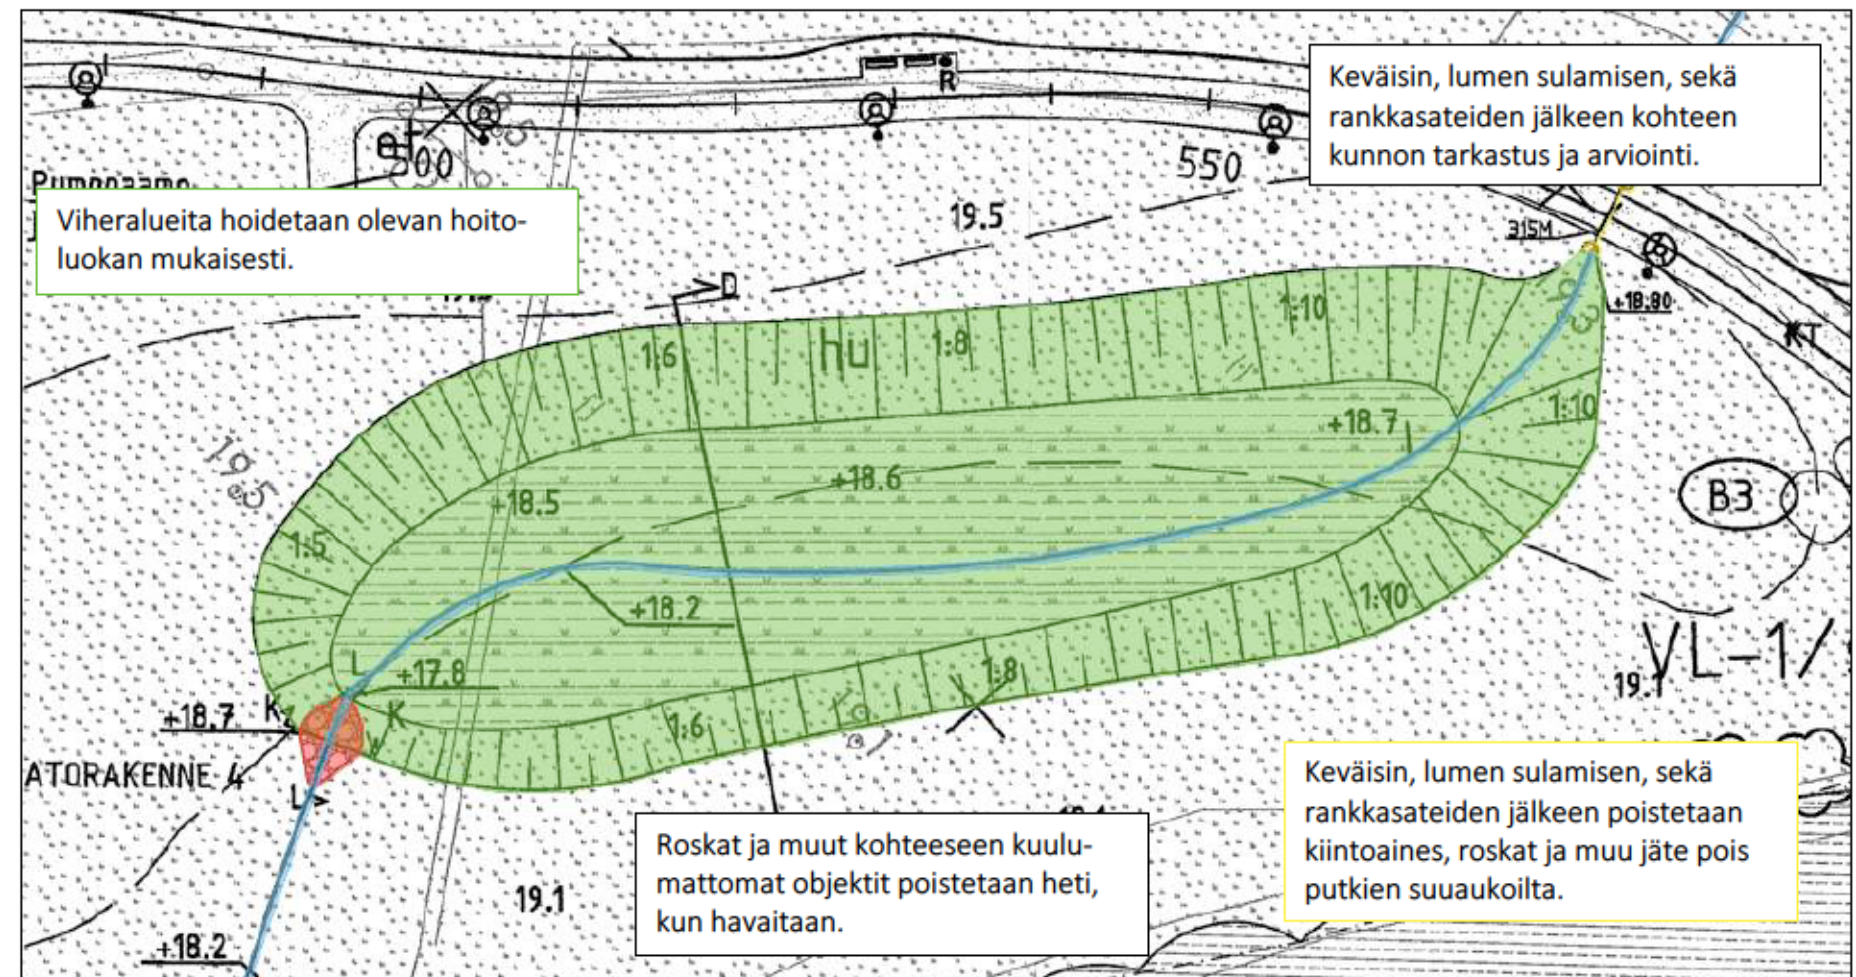 R
Keväisin, lumen sulamisen, sekä
rankkasateiden jälkeen kohteen
kunnon tarkastus ja arviointi.
500
550
Viheralueita hoidetaan olevan hoito-
luokan mukaisesti.
19.5
315M
D
+18.80
1:10
1:6
hu
1:8
KT
1:10
+18.7
19.5
+18.6
+18.5
B3
1:5
1:10
+18.2
VL-1/
1:8
+17.8
L
19.1
+18.7
K
K
1:6
ATORAKENNE 4
L
Keväisin, lumen sulamisen, sekä
rankkasateiden jälkeen poistetaan
kiintoaines, roskat ja muu jäte pois
putkien suuaukoilta.
Roskat ja muut kohteeseen kuulu-
mattomat objektit poistetaan heti,
kun havaitaan.
19.1
+18.2